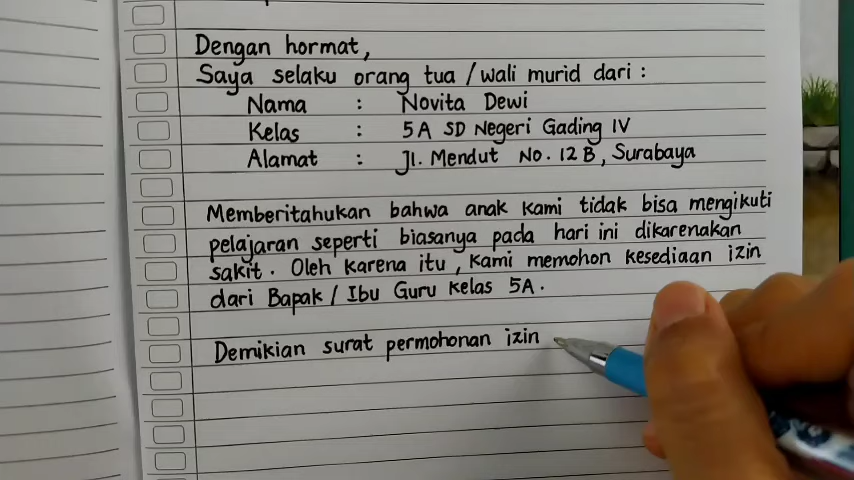 Dengan hormat,
Saya selaku orang tua / wali murid dari :
Nama : Novita Dewi
Kelas : 5A SD Negeri Gading IV
Alamat : Jl. Mendut No. 12 B, Surabaya
Memberitahukan bahwa anak kami tidak bisa mengikuti
pelajaran seperti biasanya pada hari ini dikarenakan
sakit. Oleh karena itu, kami memohon kesediaan izin
dari Bapak / Ibu Guru kelas 5A.
Demikian surat permohonan izin